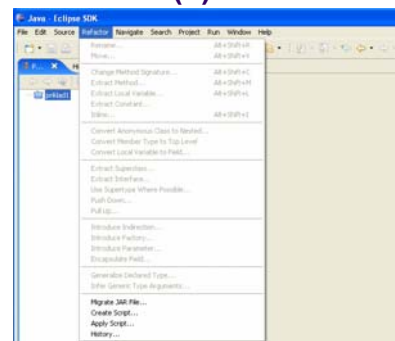 Java - Eclipse SDK
File Edit Source Refactor Navigate Search Project Run Window Help
Rename... Alt+Shift+R
Move... Alt+Shift+V
Change Method Signature... Alt+Shift+C
Extract Method... Alt+Shift+M
Extract Local Variable... Alt+Shift+L
Extract Constant...
Inline... Alt+Shift+I
Convert Anonymous Class to Nested...
Convert Member Type to Top Level
Convert Local Variable to Field...
Extract Superclass...
Extract Interface...
Use Supertype Where Possible...
Push Down...
Pull Up...
Introduce Indirection...
Introduce Factory...
Introduce Parameter...
Encapsulate Field...
Generalize Declared Type...
Infer Generic Type Arguments...
Migrate JAR File...
Create Script...
Apply Script...
History...